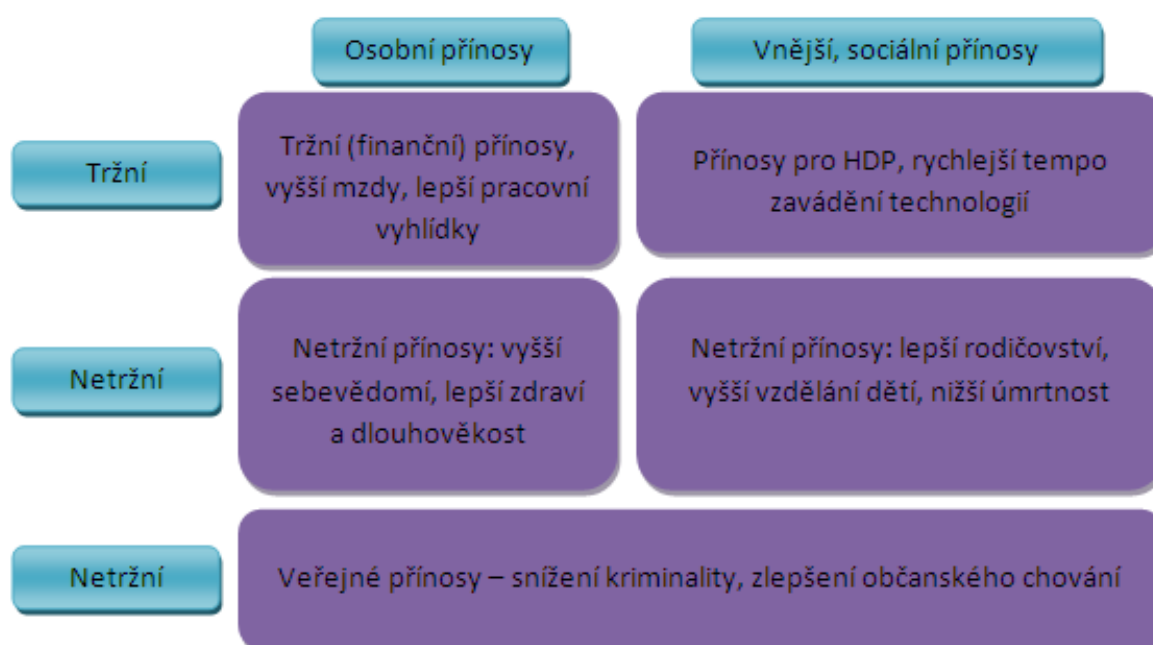 Osobní přínosy
Vnější, sociální přínosy
Tržní
Tržní (finanční) přínosy,
vyšší mzdy, lepší pracovní
vyhlídky
Přínosy pro HDP, rychlejší tempo
zavádění technologií
Netržní
Netržní přínosy: vyšší
sebevědomí, lepší zdraví
a dlouhověkost
Netržní přínosy: lepší rodičovství,
vyšší vzdělání dětí, nižší úmrtnost
Netržní
Veřejné přínosy – snížení kriminality, zlepšení občanského chování